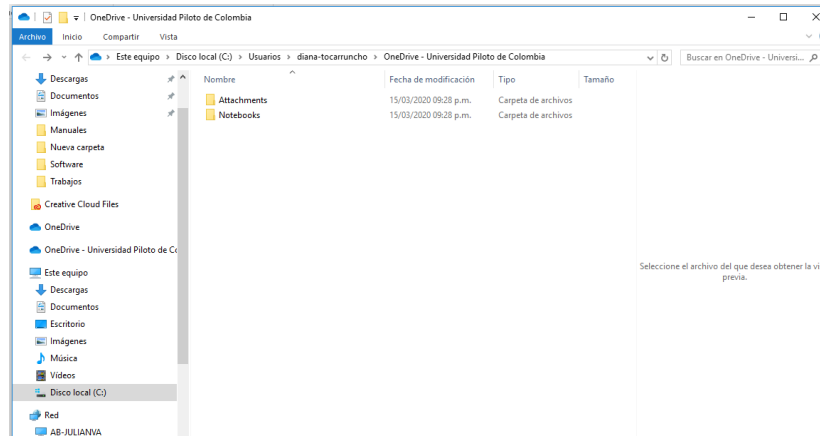 OneDrive - Universidad Piloto de Colombia
Archivo Inicio Compartir Vista
Este equipo > Disco local (C:) > Usuarios > diana-tocarruncho > OneDrive - Universidad Piloto de Colombia
Buscar en OneDrive - Universi...
Descargas
Documentos
Imágenes
Manuales
Nueva carpeta
Software
Trabajos
Creative Cloud Files
OneDrive
OneDrive - Universidad Piloto de Co
Este equipo
Descargas
Documentos
Escritorio
Imágenes
Música
Vídeos
Disco local (C:)
Red
AB-JULIANVA
Nombre Fecha de modificación Tipo Tamaño
Attachments 15/03/2020 09:28 p.m. Carpeta de archivos
Notebooks 15/03/2020 09:28 p.m. Carpeta de archivos
Seleccione el archivo del que desea obtener la vi
previa.